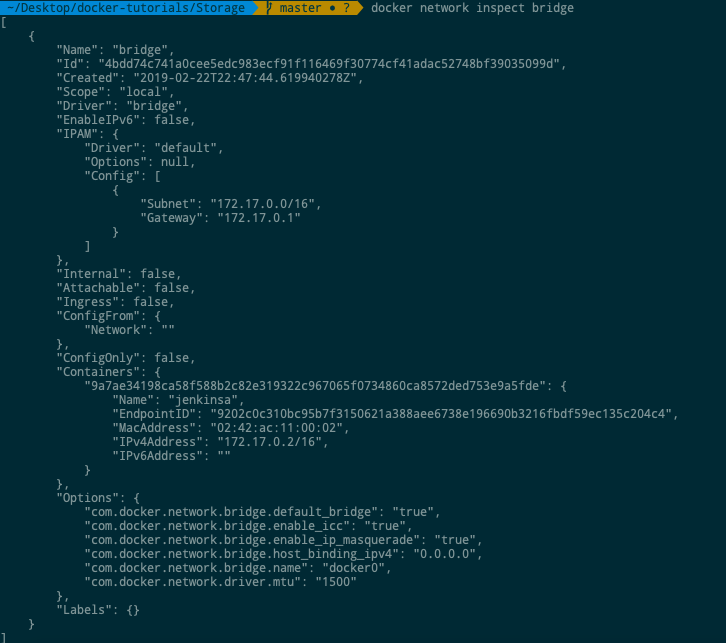 ~/Desktop/docker-tutorials/Storage master • ? docker network inspect bridge
[
    {
        "Name": "bridge",
        "Id": "4bdd74c741a0cee5edc983ecf91f116469f30774cf41adac52748bf39035099d",
        "Created": "2019-02-22T22:47:44.619940278Z",
        "Scope": "local",
        "Driver": "bridge",
        "EnableIPv6": false,
        "IPAM": {
            "Driver": "default",
            "Options": null,
            "Config": [
                {
                    "Subnet": "172.17.0.0/16",
                    "Gateway": "172.17.0.1"
                }
            ]
        },
        "Internal": false,
        "Attachable": false,
        "Ingress": false,
        "ConfigFrom": {
            "Network": ""
        },
        "ConfigOnly": false,
        "Containers": {
            "9a7ae34198ca58f588b2c82e319322c967065f0734860ca8572ded753e9a5fde": {
                "Name": "jenkinsa",
                "EndpointID": "9202c0c310bc95b7f3150621a388aee6738e196690b3216fbdf59ec135c204c4",
                "MacAddress": "02:42:ac:11:00:02",
                "IPv4Address": "172.17.0.2/16",
                "IPv6Address": ""
            }
        },
        "Options": {
            "com.docker.network.bridge.default_bridge": "true",
            "com.docker.network.bridge.enable_icc": "true",
            "com.docker.network.bridge.enable_ip_masquerade": "true",
            "com.docker.network.bridge.host_binding_ipv4": "0.0.0.0",
            "com.docker.network.bridge.name": "docker0",
            "com.docker.network.driver.mtu": "1500"
        },
        "Labels": {}
    }
]